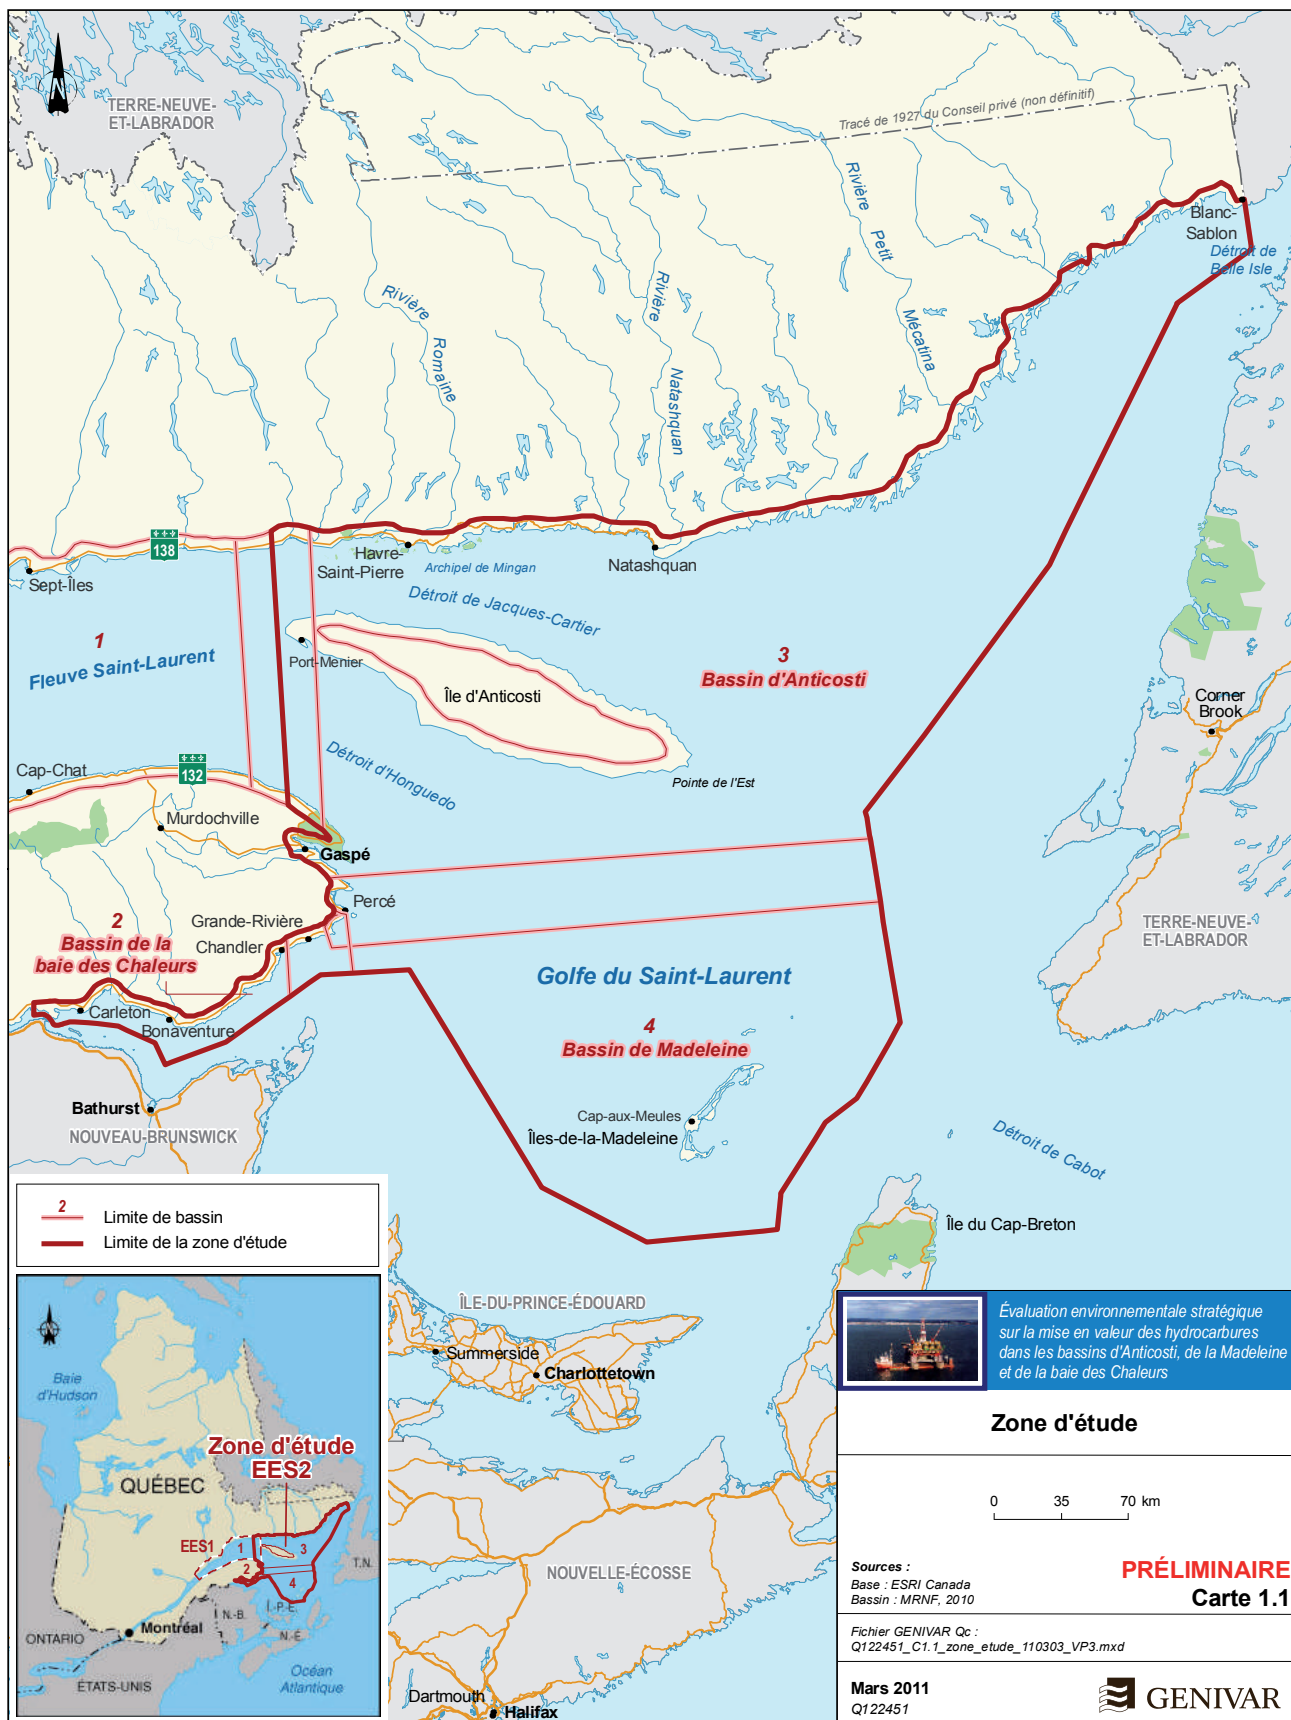 TERRE-NEUVE-
ET-LABRADOR
Tracé de 1927 du Conseil privé (non définitif)
Blanc-
Sablon
Détroit de
Belle Isle
Rivière
Petit
Mécatina
Rivière
Natashquan
Rivière
Romaine
138
Sept-Îles
Havre-
Saint-Pierre
Archipel de Mingan
Natashquan
Détroit de Jacques-Cartier
1
Fleuve Saint-Laurent
Port-Menier
Île d'Anticosti
3
Bassin d'Anticosti
Corner
Brook
Détroit d'Honguedo
Pointe de l'Est
Cap-Chat
132
Murdochville
Gaspé
Percé
Grande-Rivière
Chandler
2
Bassin de la
baie des Chaleurs
Carleton
Bonaventure
TERRE-NEUVE-
ET-LABRADOR
Golfe du Saint-Laurent
4
Bassin de Madeleine
Cap-aux-Meules
Îles-de-la-Madeleine
Bathurst
NOUVEAU-BRUNSWICK
Détroit de Cabot
Île du Cap-Breton
2
Limite de bassin
Limite de la zone d'étude
ÎLE-DU-PRINCE-ÉDOUARD
Summerside
Charlottetown
NOUVELLE-ÉCOSSE
Dartmouth
Halifax
Baie
d'Hudson
Zone d'étude
EES2
QUÉBEC
EES1
1
3
2
4
T.N.
N.-B.
I.-P.-E.
N.-É.
Montréal
ONTARIO
ÉTATS-UNIS
Océan
Atlantique
Évaluation environnementale stratégique
sur la mise en valeur des hydrocarbures
dans les bassins d'Anticosti, de la Madeleine
et de la baie des Chaleurs
Zone d'étude
0 35 70 km
Sources :
Base : ESRI Canada
Bassin : MRNF, 2010
PRÉLIMINAIRE
Carte 1.1
Fichier GENIVAR Qc :
Q122451_C1.1_zone_etude_110303_VP3.mxd
Mars 2011
Q122451
GENIVAR